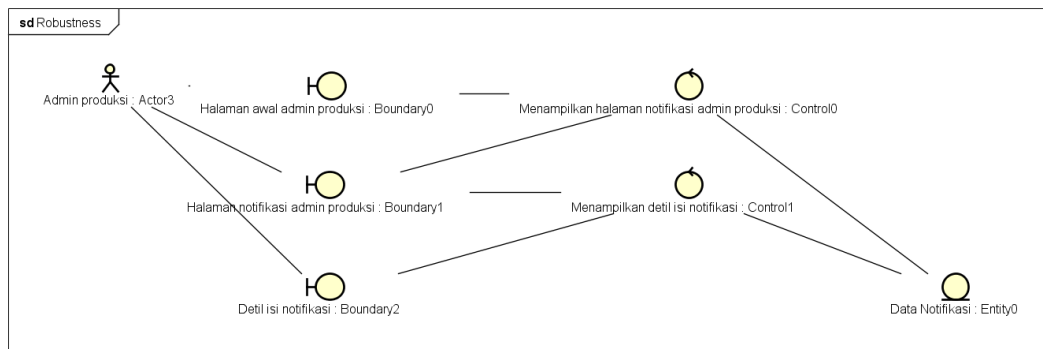 sd Robustness
Admin produksi : Actor3
Halaman awal admin produksi : Boundary0
Menampilkan halaman notifikasi admin produksi : Control0
Halaman notifikasi admin produksi : Boundary1
Menampilkan detil isi notifikasi : Control1
Detil isi notifikasi : Boundary2
Data Notifikasi : Entity0